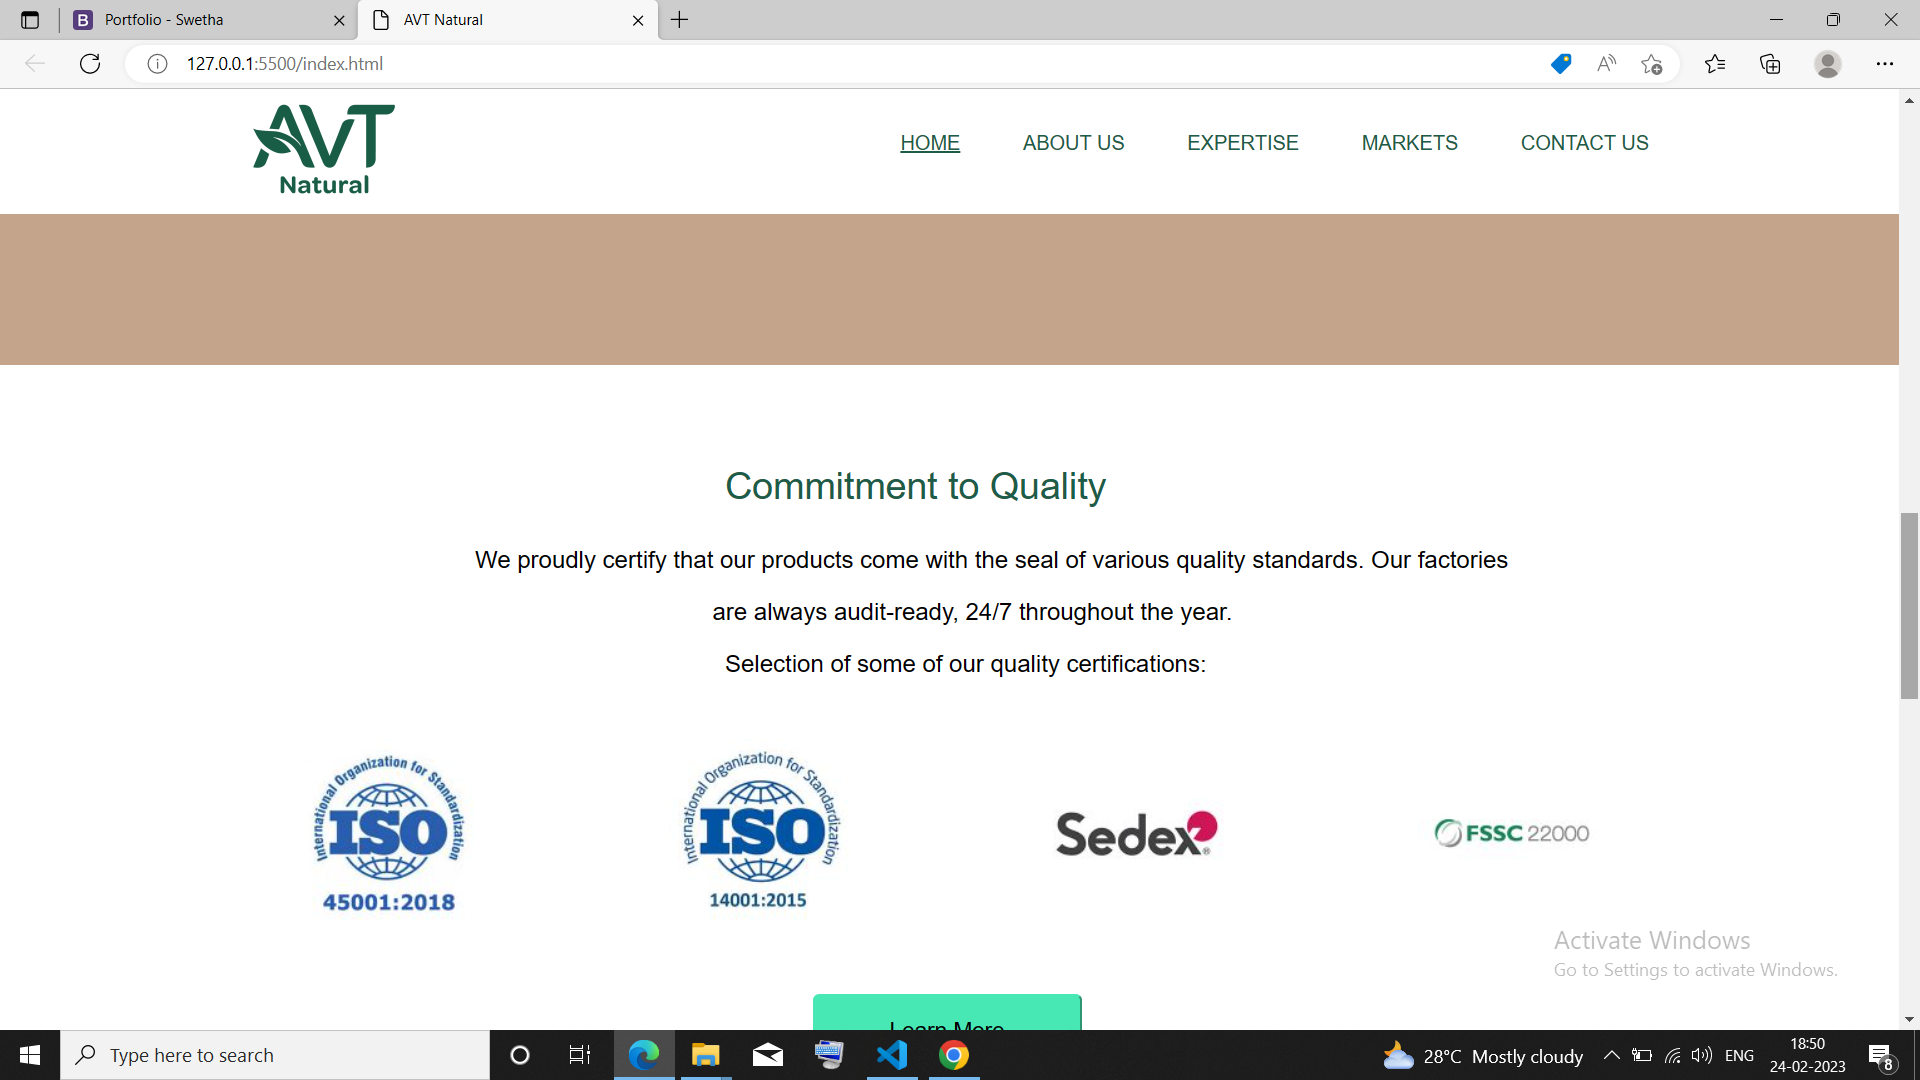 Portfolio - Swetha
AVT Natural
127.0.0.1:5500/index.html
AVT
Natural
HOME
ABOUT US
EXPERTISE
MARKETS
CONTACT US
Commitment to Quality
We proudly certify that our products come with the seal of various quality standards. Our factories
are always audit-ready, 24/7 throughout the year.
Selection of some of our quality certifications:
International Organization for Standardization
ISO
45001:2018
International Organization for Standardization
ISO
14001:2015
Sedex®
FSSC 22000
Activate Windows
Go to Settings to activate Windows.
Learn More
Type here to search
28°C Mostly cloudy
ENG
18:50
24-02-2023
8